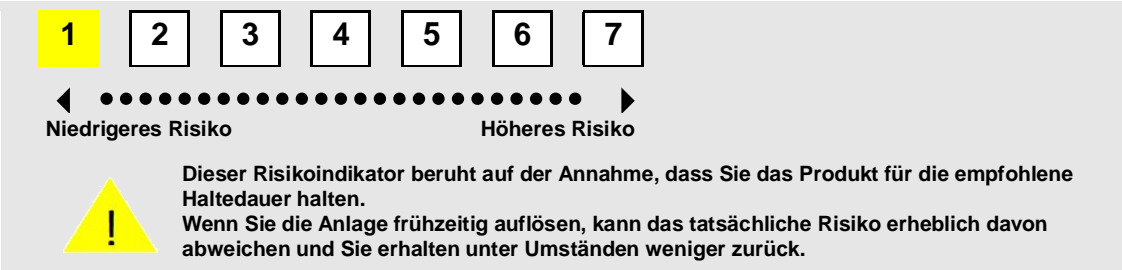 1 2 3 4 5 6 7
Niedrigeres Risiko Höheres Risiko
Dieser Risikoindikator beruht auf der Annahme, dass Sie das Produkt für die empfohlene
Haltedauer halten.
Wenn Sie die Anlage frühzeitig auflösen, kann das tatsächliche Risiko erheblich davon
abweichen und Sie erhalten unter Umständen weniger zurück.
!